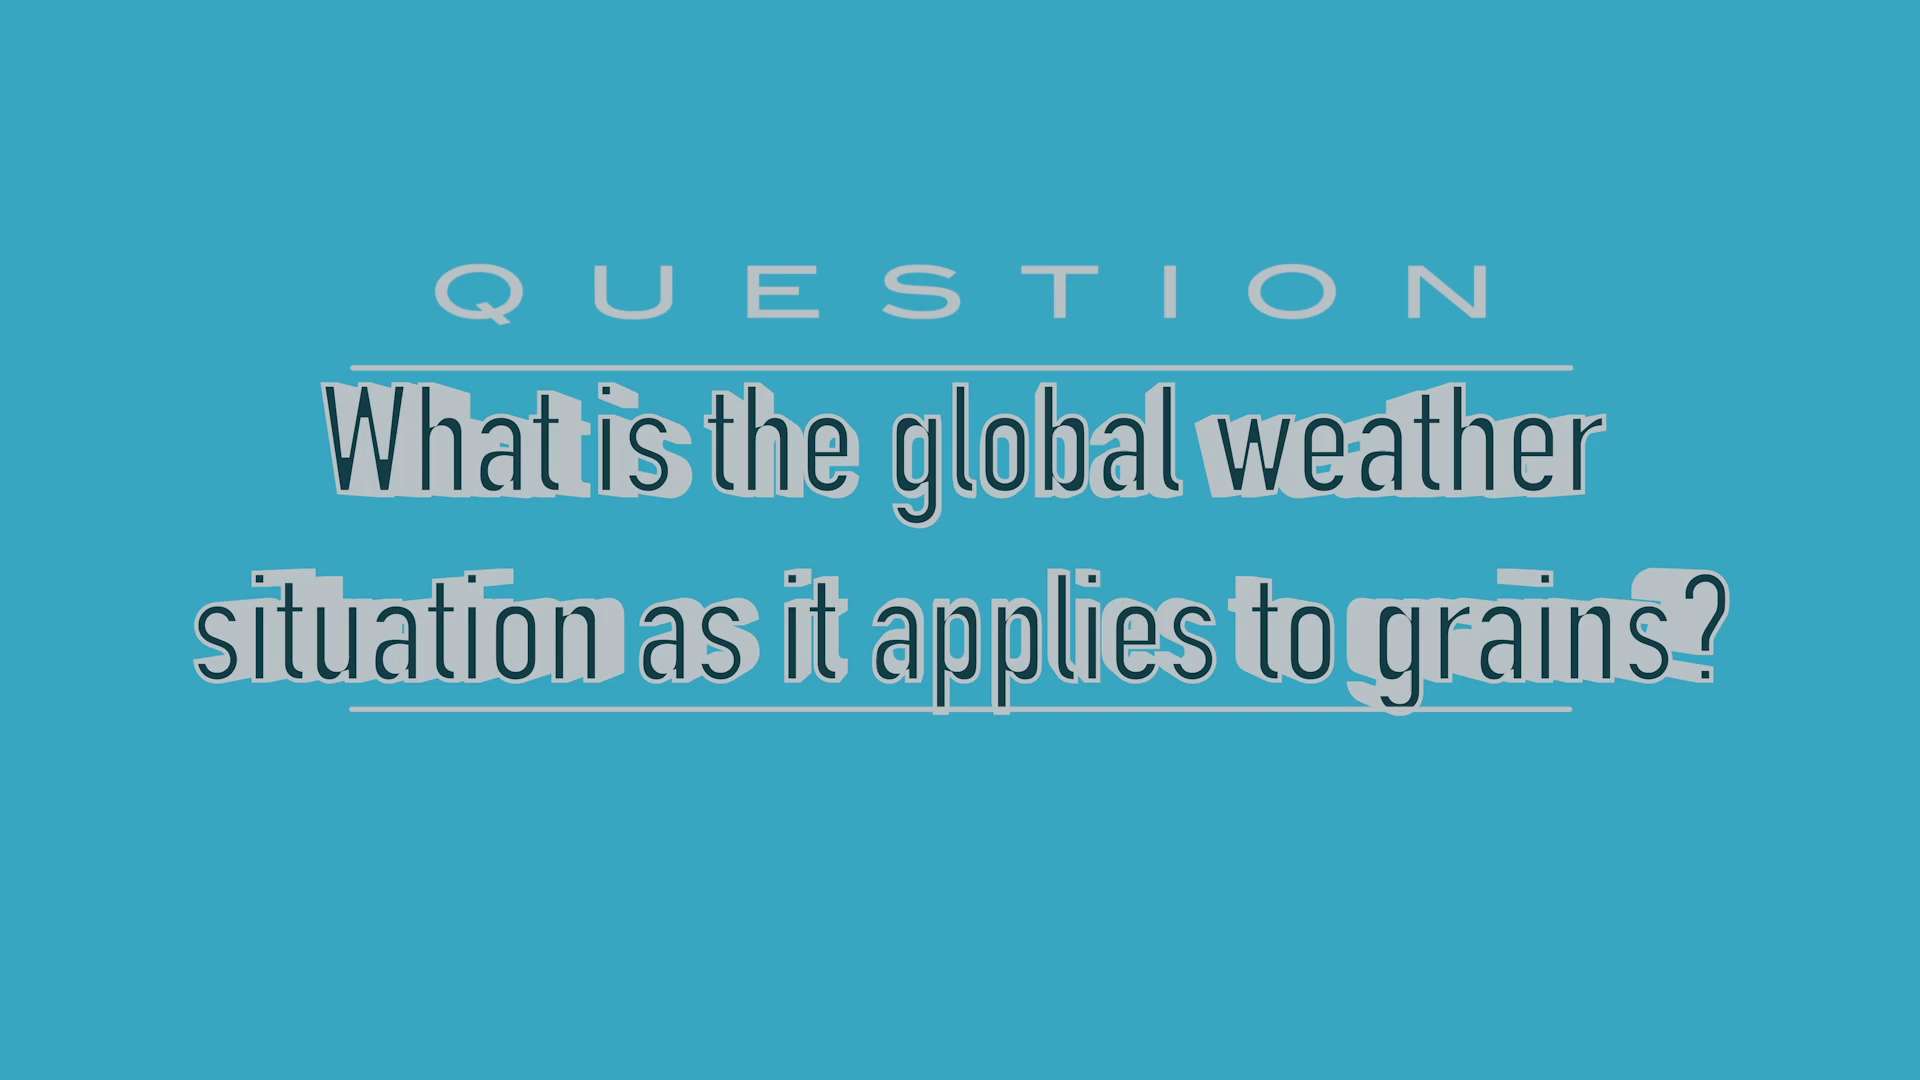 QUESTION
What is the global weather
situation as it applies to grains?